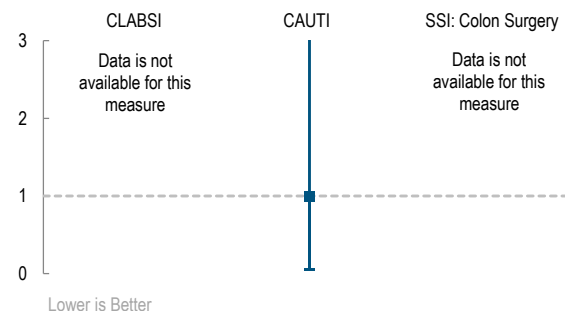 CLABSI
CAUTI
SSI: Colon Surgery
3
Data is not
available for this
measure
Data is not
available for this
measure
2
1
0
Lower is Better